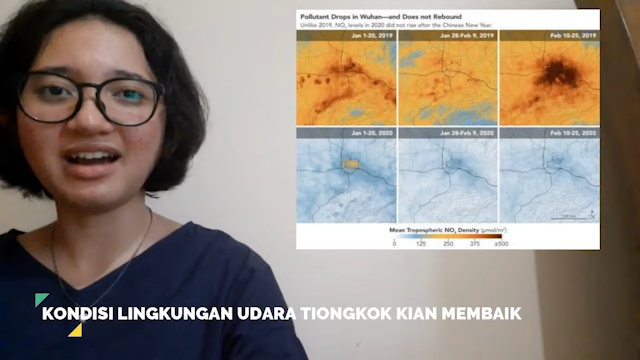 Pollutant Drops in Wuhan—and Does not Rebound
Unlike 2019, NO₂ levels in 2020 did not rise after the Chinese New Year.
Jan 1-20, 2019
Jan 28-Feb 9, 2019
Feb 10-25, 2019
Jan 1-20, 2020
Jan 28-Feb 9, 2020
Feb 10-25, 2020
Mean Tropospheric NO₂ Density (μmol/m²)
0 125 250 375 ≥500
KONDISI LINGKUNGAN UDARA TIONGKOK KIAN MEMBAIK